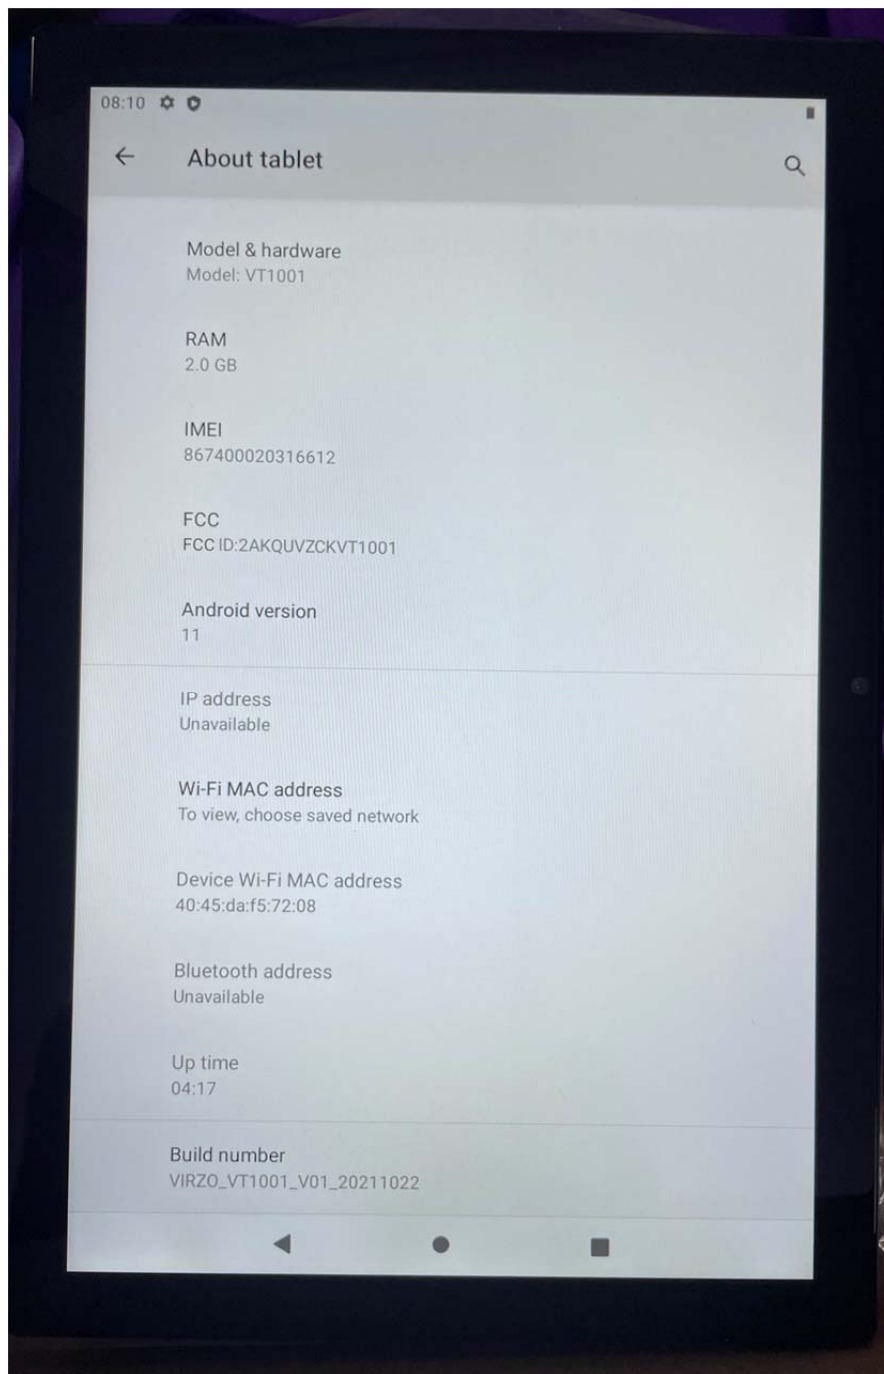 08:10
About tablet
Model & hardware
Model: VT1001
RAM
2.0 GB
IMEI
867400020316612
FCC
FCC ID:2AKQUVZCKVT1001
Android version
11
IP address
Unavailable
Wi-Fi MAC address
To view, choose saved network
Device Wi-Fi MAC address
40:45:da:f5:72:08
Bluetooth address
Unavailable
Up time
04:17
Build number
VIRZO_VT1001_V01_20211022